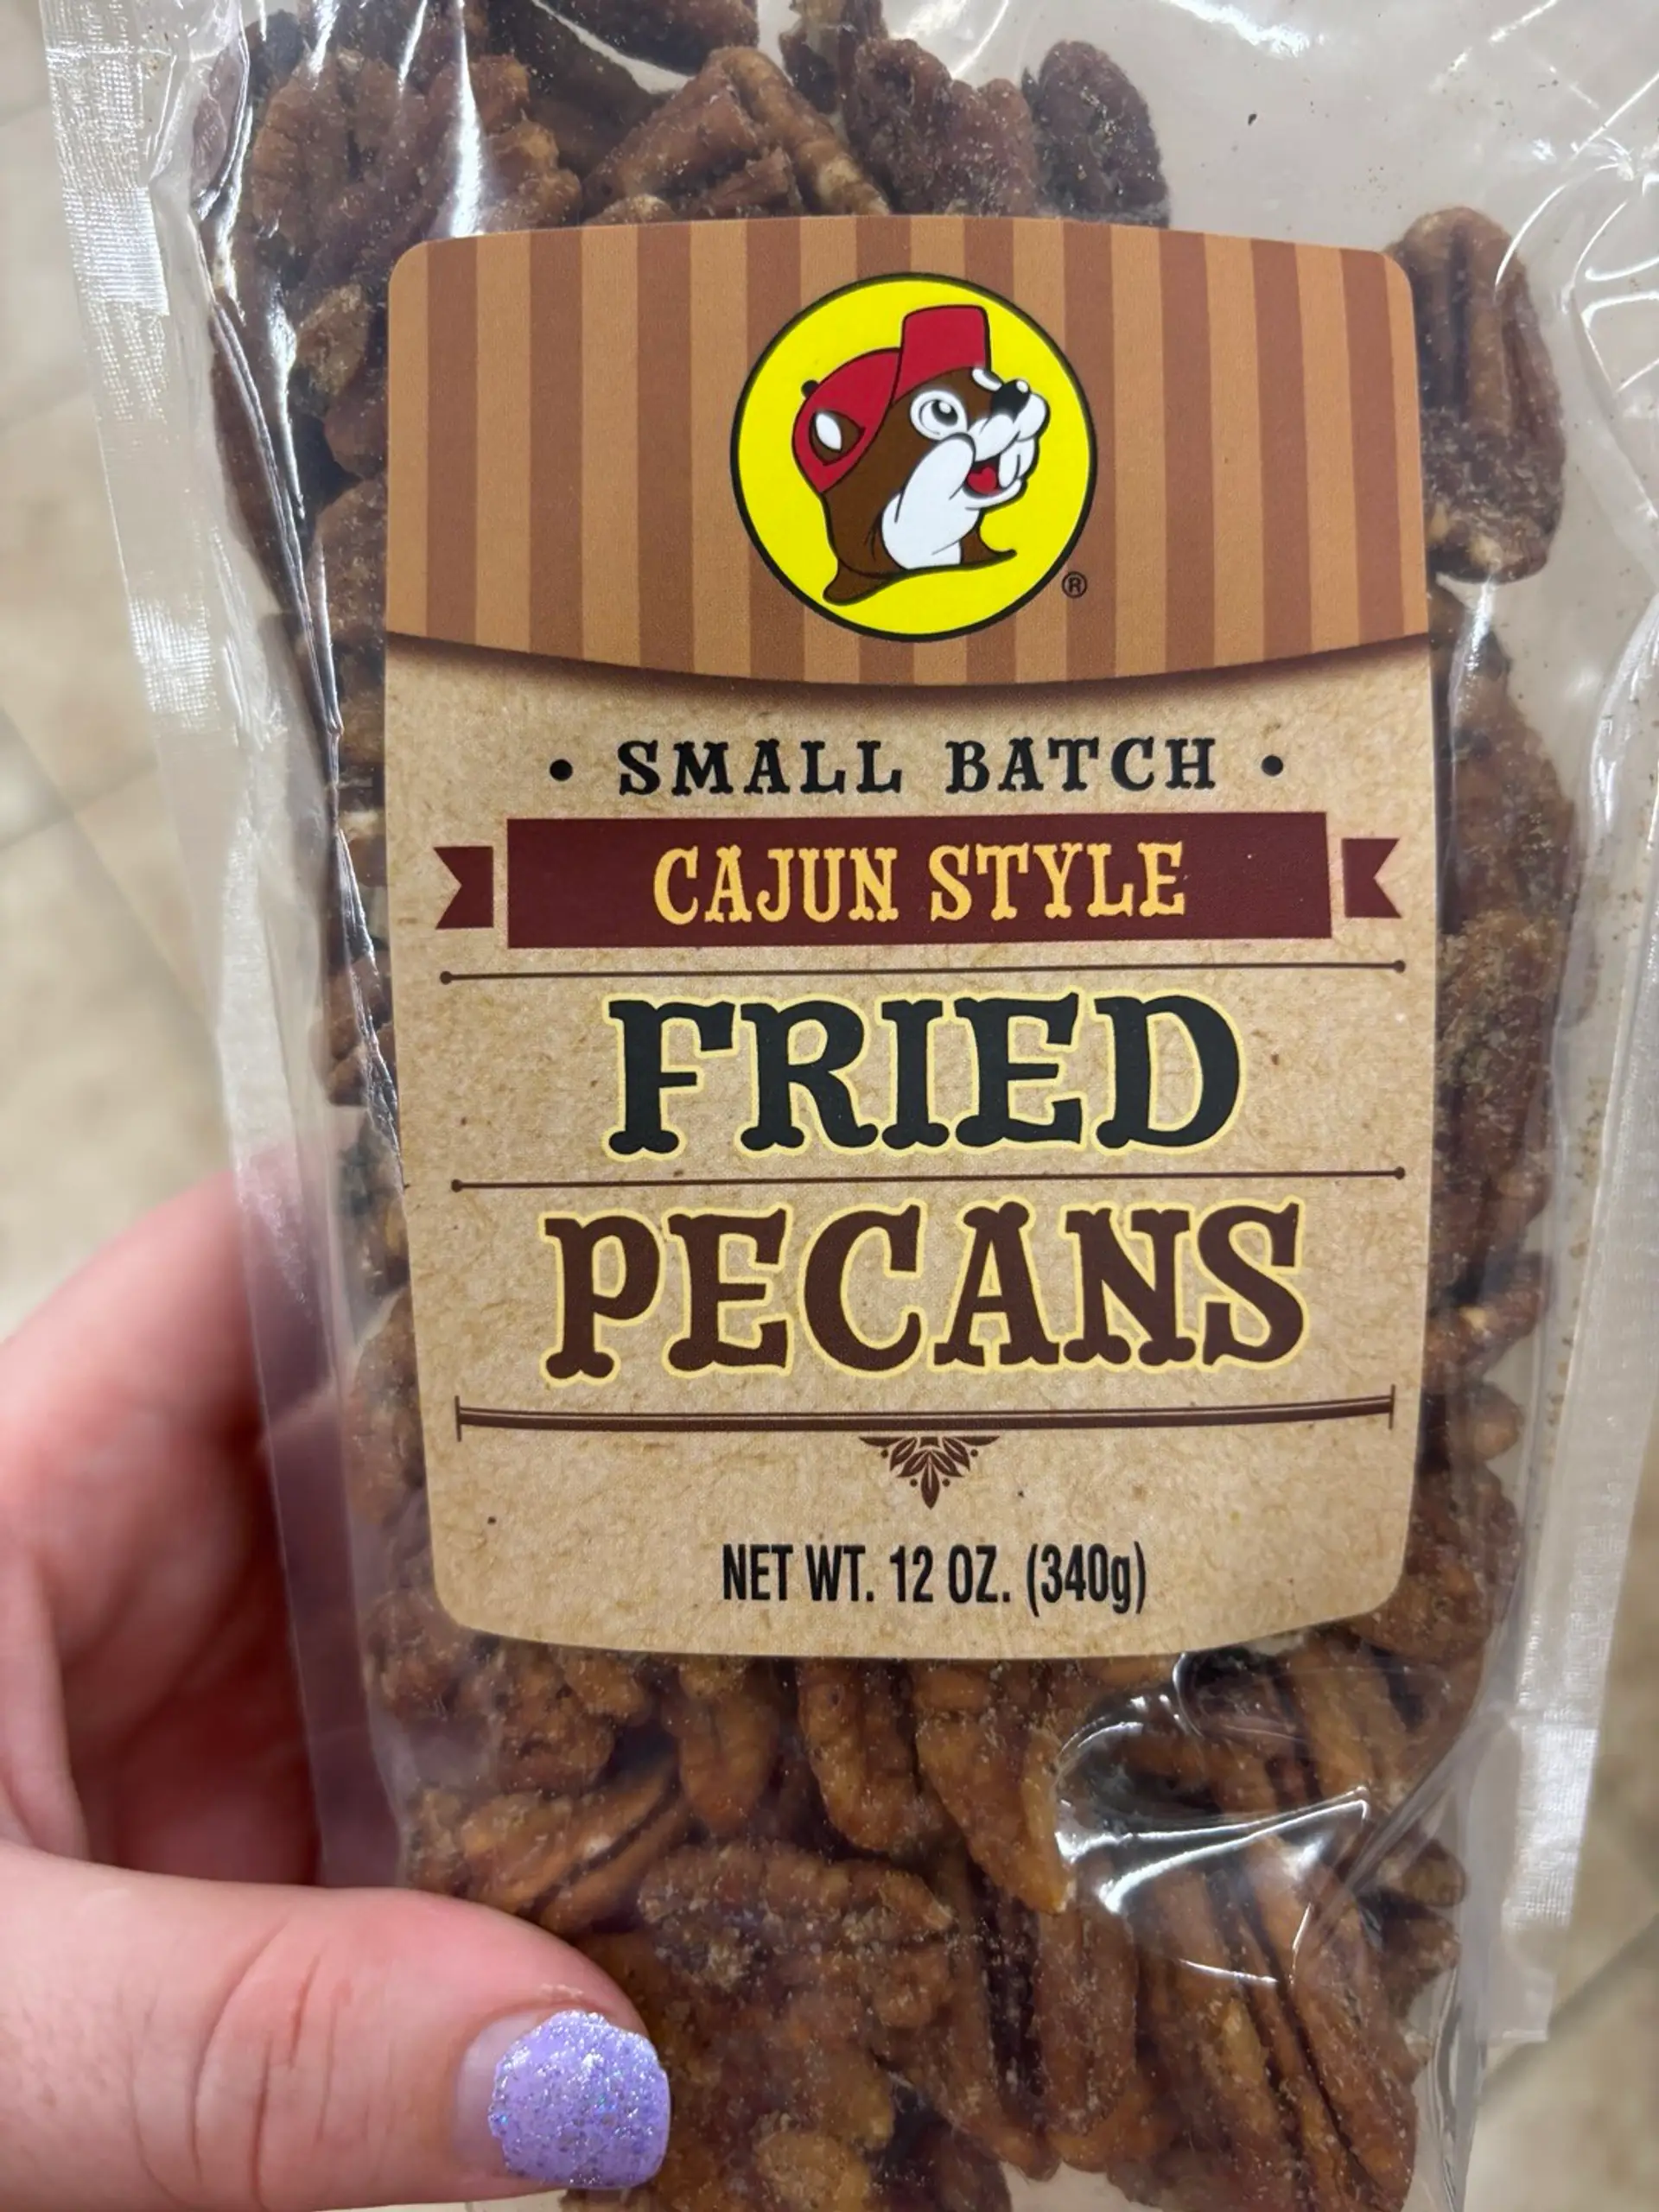 ®
• SMALL BATCH •
CAJUN STYLE
FRIED
PECANS
NET WT. 12 OZ. (340g)